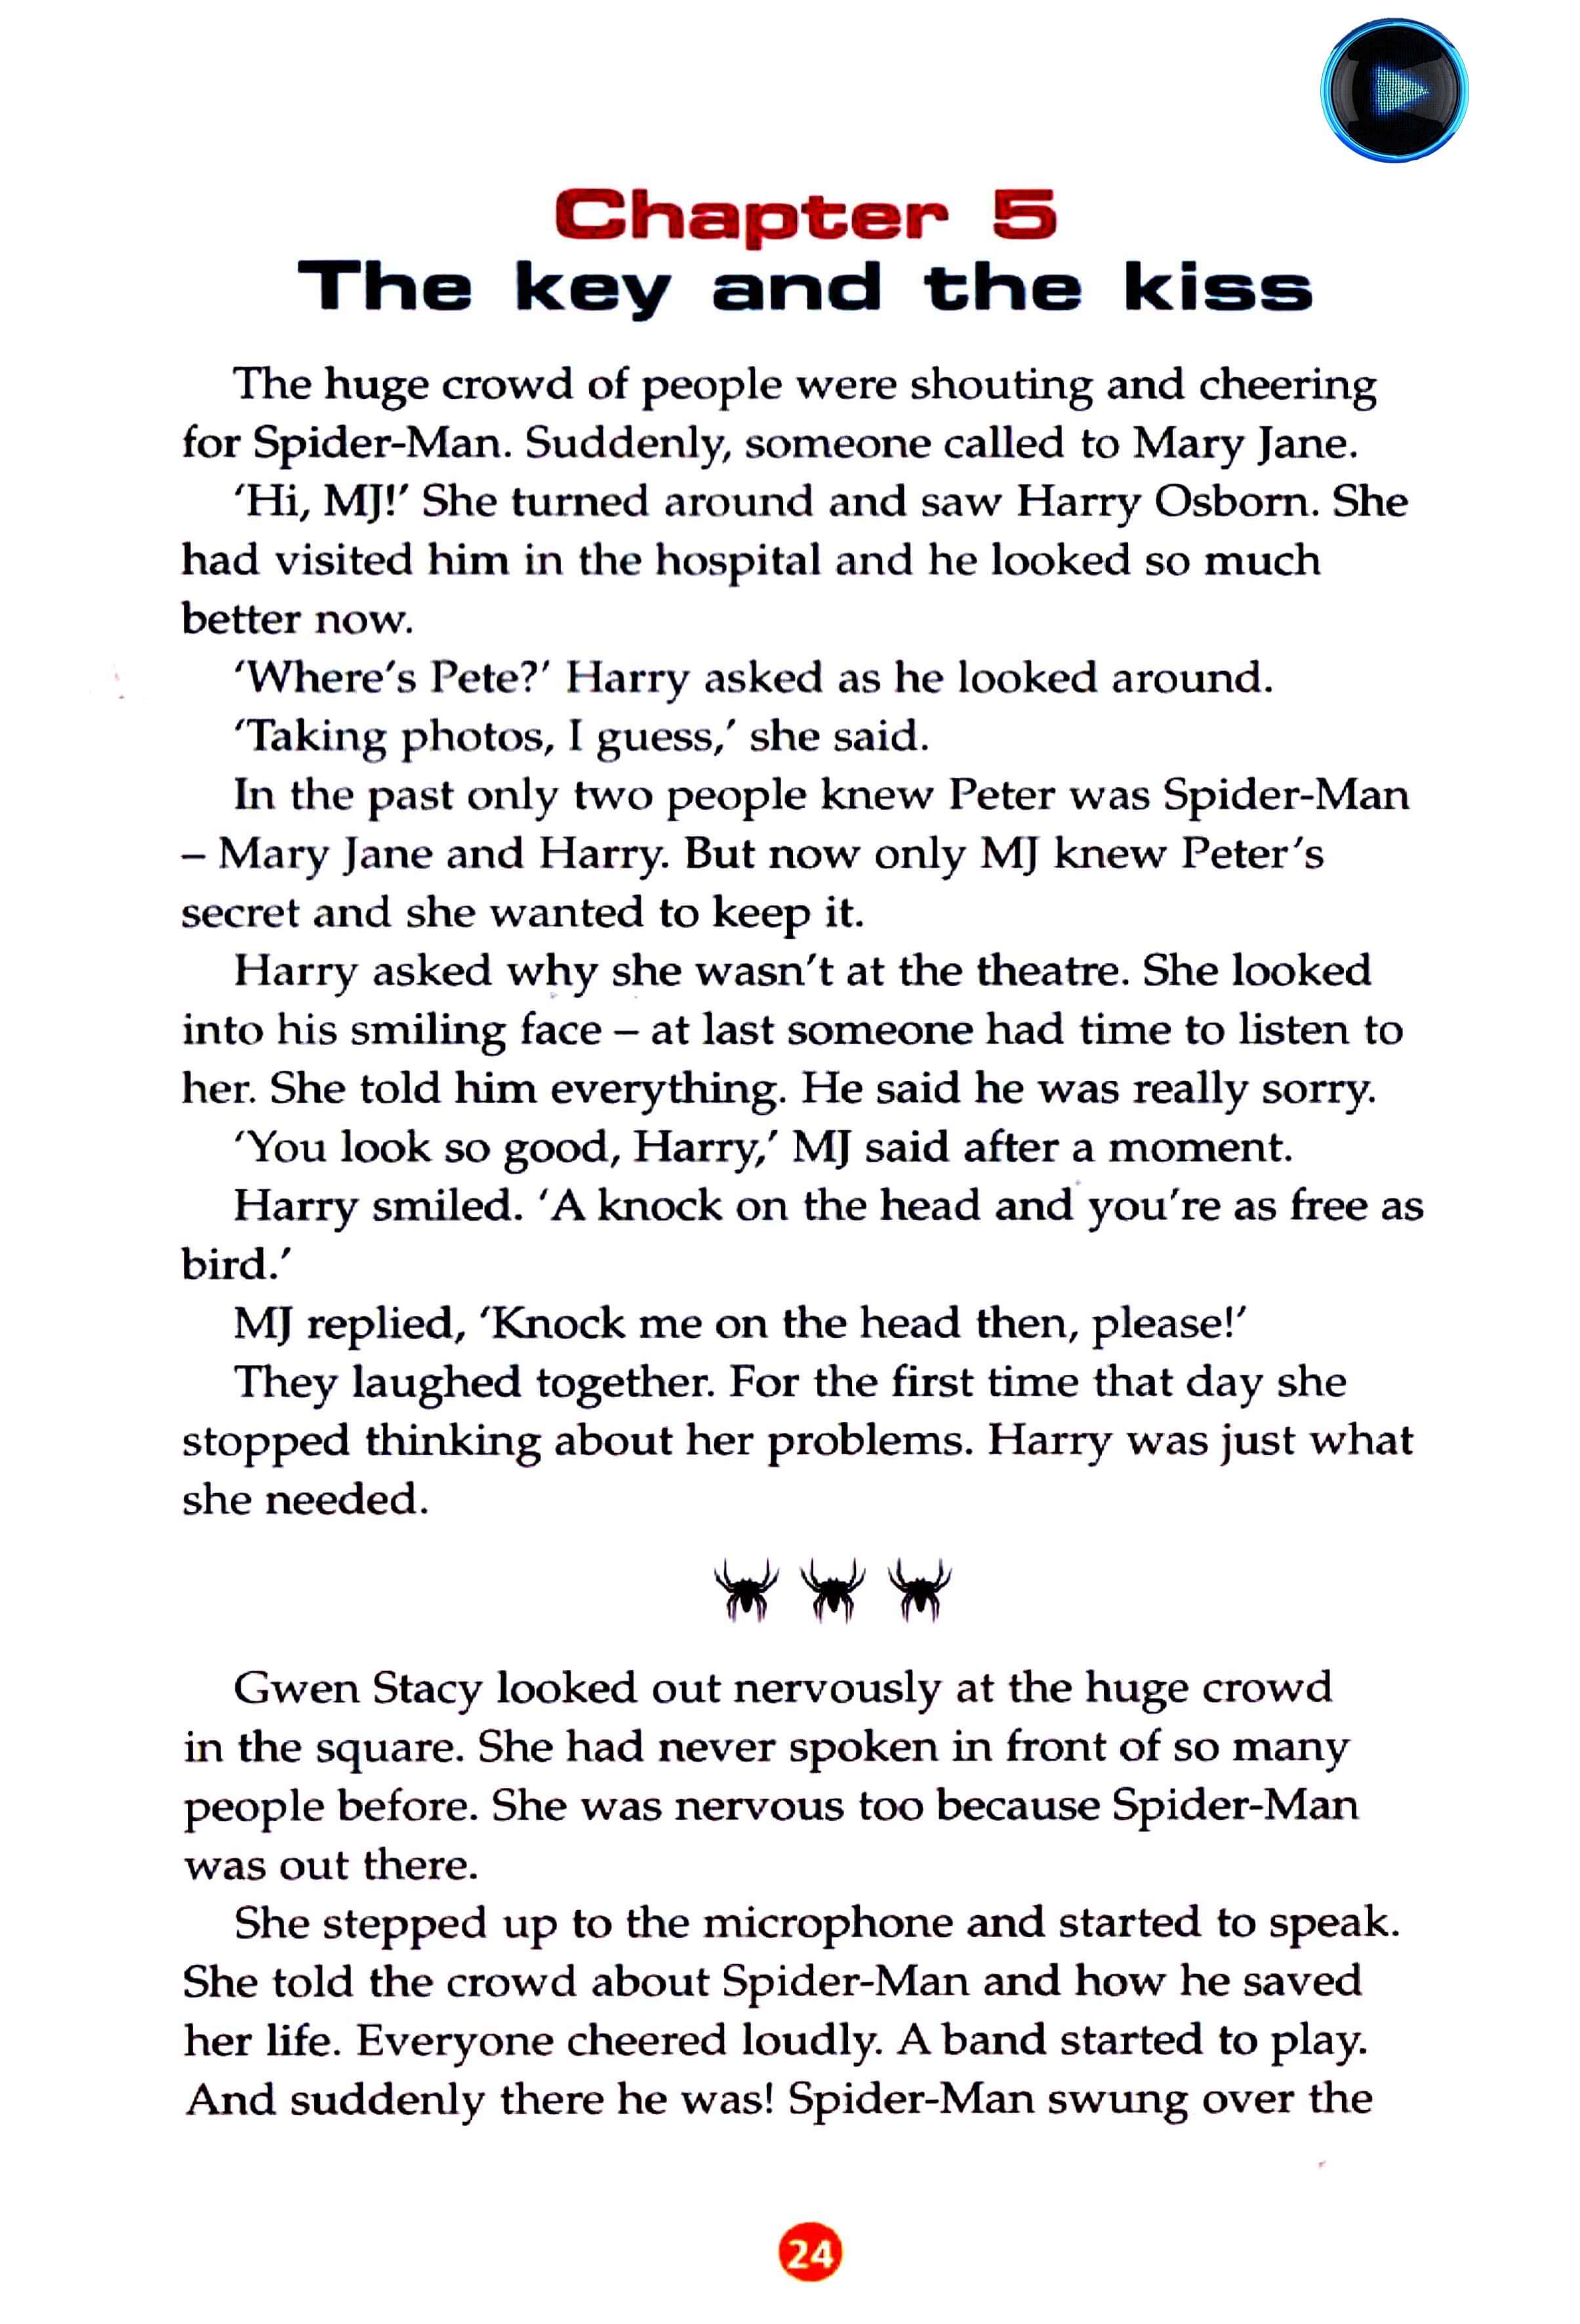 Chapter 5
The key and the kiss
The huge crowd of people were shouting and cheering
for Spider-Man. Suddenly, someone called to Mary Jane.
‘Hi, MJ!’ She turned around and saw Harry Osborn. She
had visited him in the hospital and he looked so much
better now.
‘Where’s Pete?’ Harry asked as he looked around.
‘Taking photos, I guess,’ she said.
In the past only two people knew Peter was Spider-Man
– Mary Jane and Harry. But now only MJ knew Peter’s
secret and she wanted to keep it.
Harry asked why she wasn’t at the theatre. She looked
into his smiling face – at last someone had time to listen to
her. She told him everything. He said he was really sorry.
‘You look so good, Harry,’ MJ said after a moment.
Harry smiled. ‘A knock on the head and you’re as free as
bird.’
MJ replied, ‘Knock me on the head then, please!’
They laughed together. For the first time that day she
stopped thinking about her problems. Harry was just what
she needed.
Gwen Stacy looked out nervously at the huge crowd
in the square. She had never spoken in front of so many
people before. She was nervous too because Spider-Man
was out there.
She stepped up to the microphone and started to speak.
She told the crowd about Spider-Man and how he saved
her life. Everyone cheered loudly. A band started to play.
And suddenly there he was! Spider-Man swung over the
24